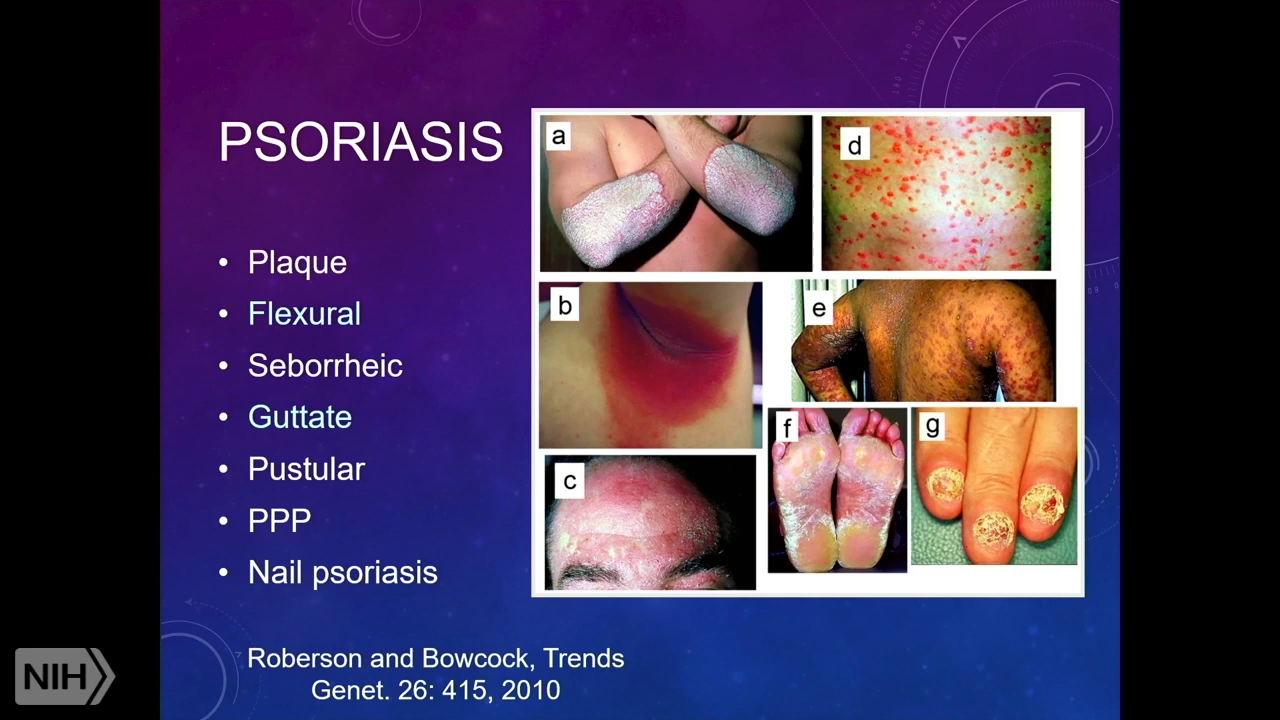 PSORIASIS
• Plaque
• Flexural
• Seborrheic
• Guttate
• Pustular
• PPP
• Nail psoriasis
a
d
b
e
c
f
g
Roberson and Bowcock, Trends
Genet. 26: 415, 2010
NIH